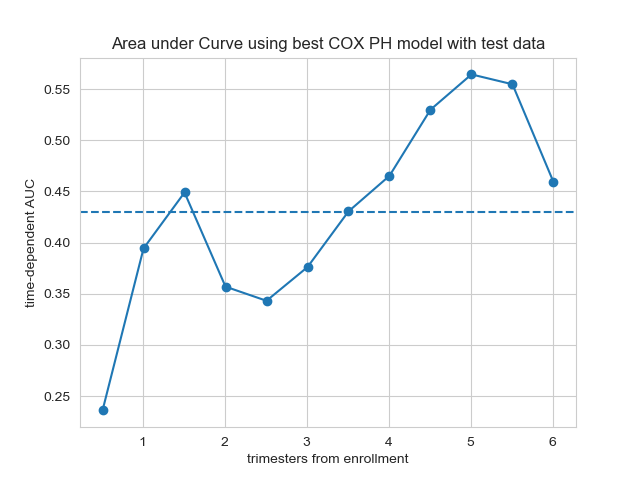 Area under Curve using best COX PH model with test data
time-dependent AUC
0.55
0.50
0.45
0.40
0.35
0.30
0.25
1 2 3 4 5 6
trimesters from enrollment